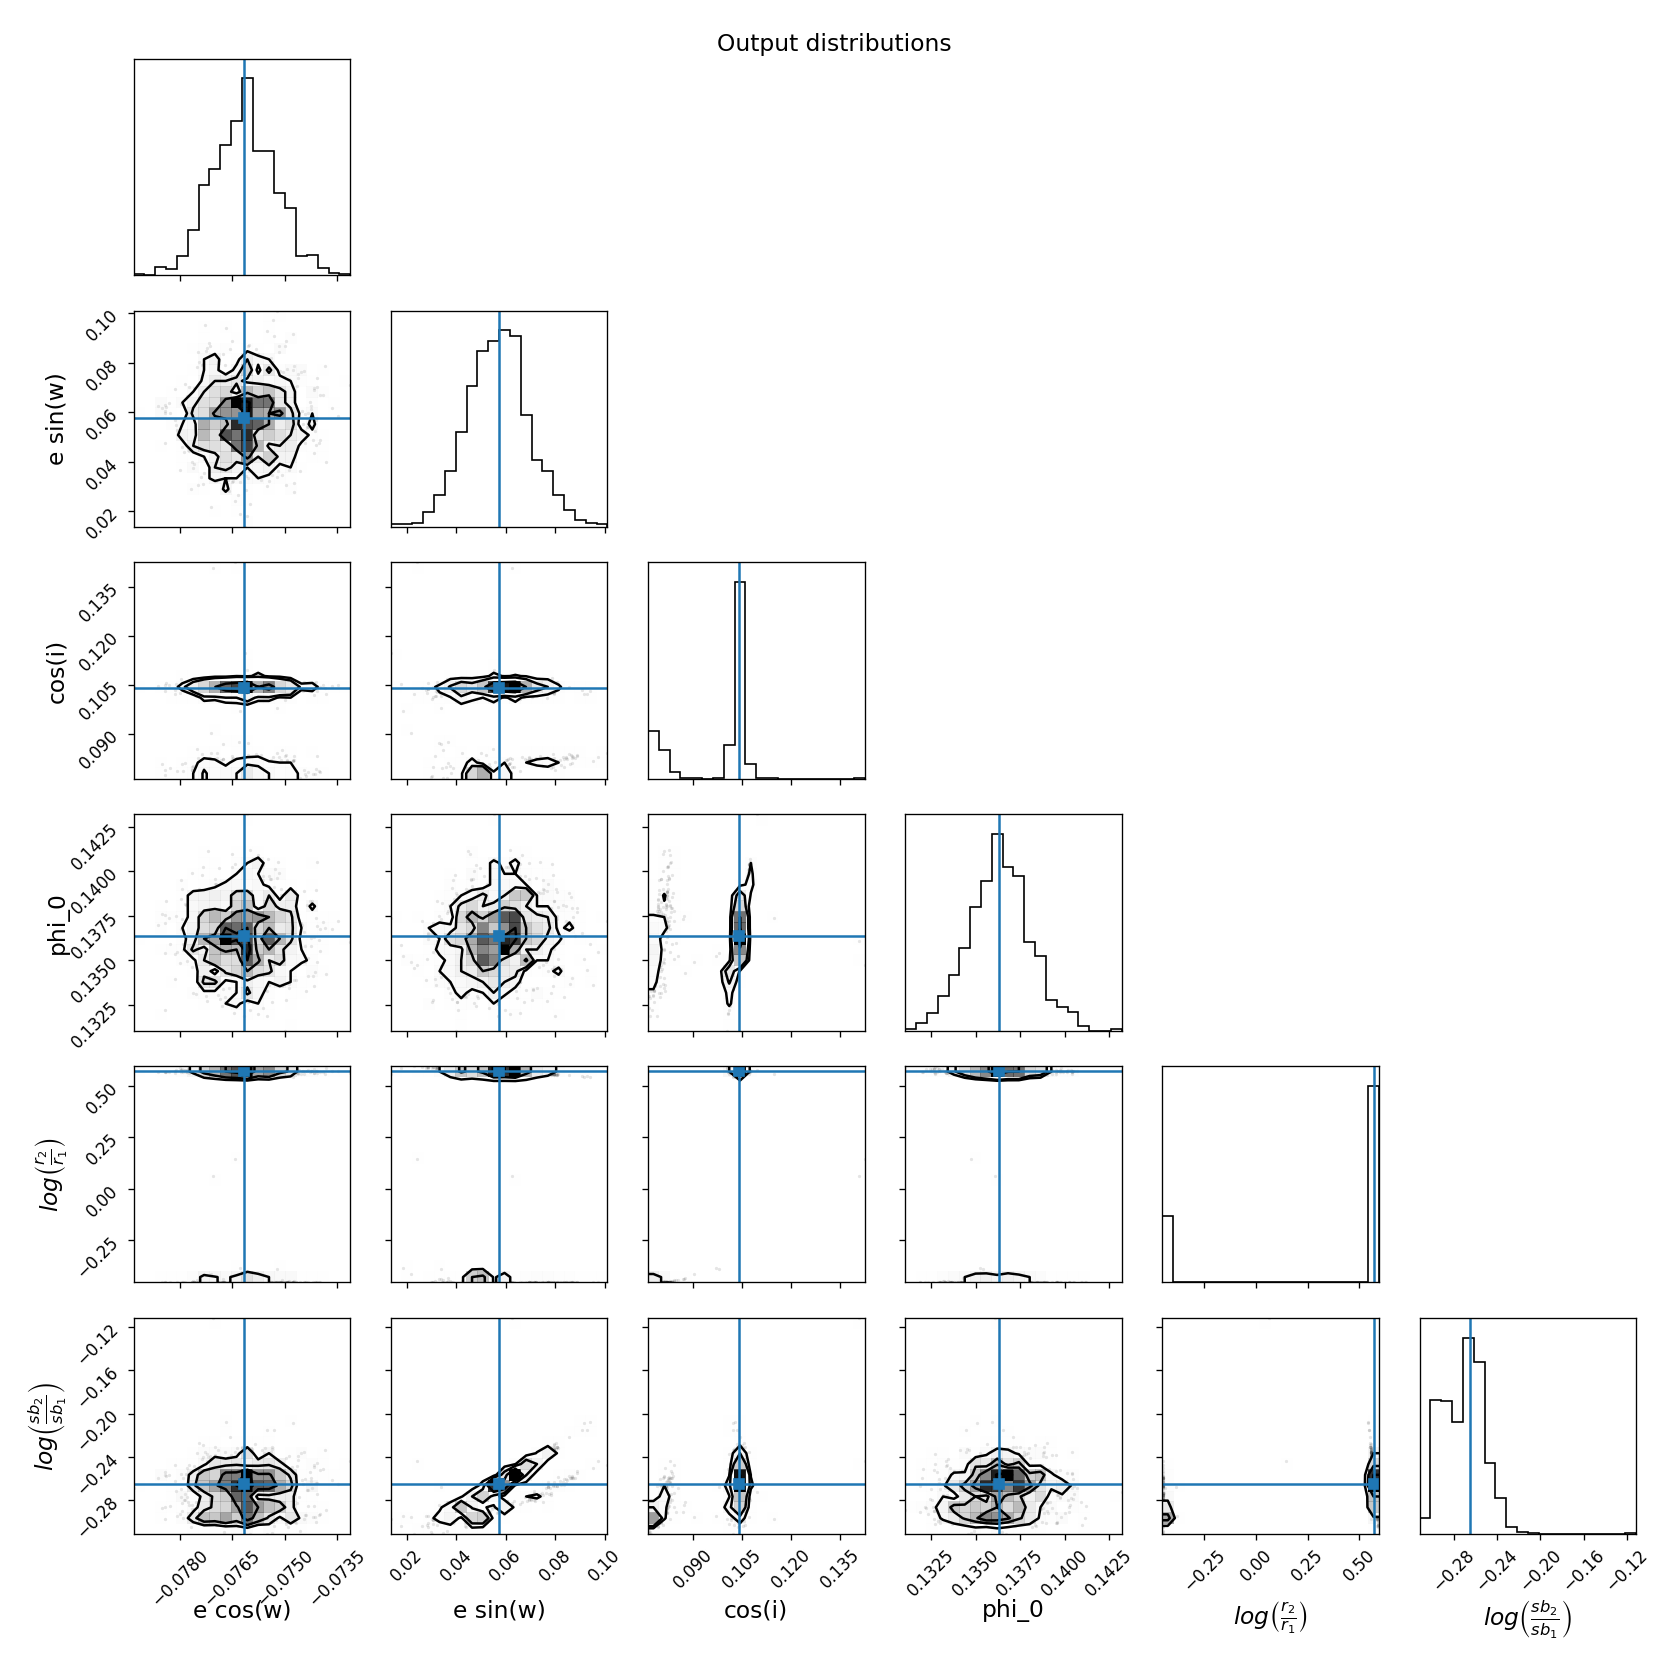 Output distributions
0.10
0.08
0.06
0.04
0.02
e sin(w)
0.135
0.120
0.105
0.090
cos(i)
0.1425
0.1400
0.1375
0.1350
0.1325
phi_0
0.50
0.25
0.00
−0.25
log(r₂/r₁)
−0.12
−0.16
−0.20
−0.24
−0.28
log(sb₂/sb₁)
−0.0780 −0.0765 −0.0750 −0.0735
0.02 0.04 0.06 0.08 0.10
0.090 0.105 0.120 0.135
0.1325 0.1350 0.1375 0.1400 0.1425
−0.25 0.00 0.25 0.50
−0.28 −0.24 −0.20 −0.16 −0.12
e cos(w) e sin(w) cos(i) phi_0 log(r₂/r₁) log(sb₂/sb₁)